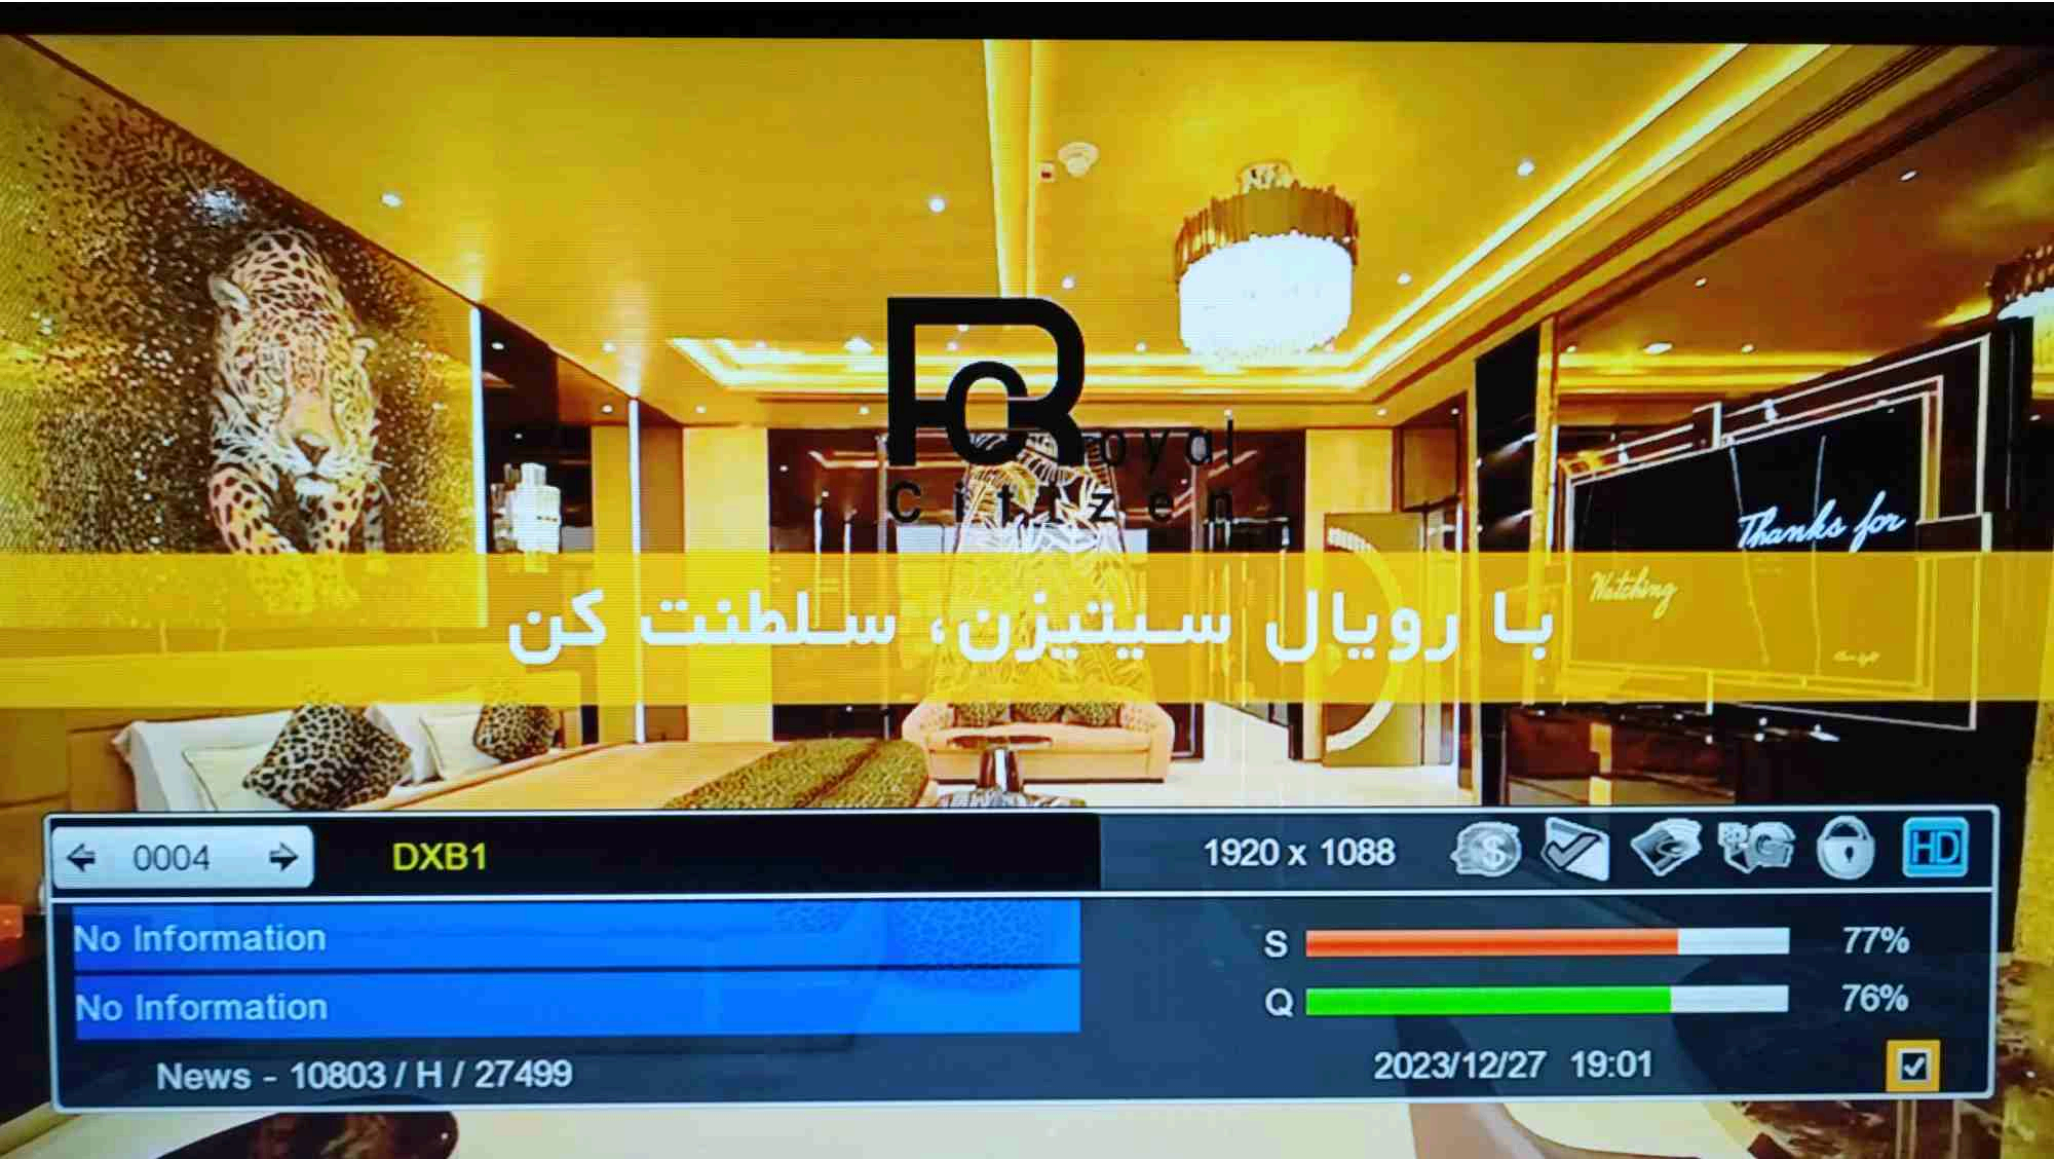 R
C
oyal
Citizen
Thanks for
Watching
با رویال سیتیزن، سلطنت کن
0004
DXB1
1920 x 1088
HD
No Information
S
77%
No Information
Q
76%
News - 10803 / H / 27499
2023/12/27 19:01